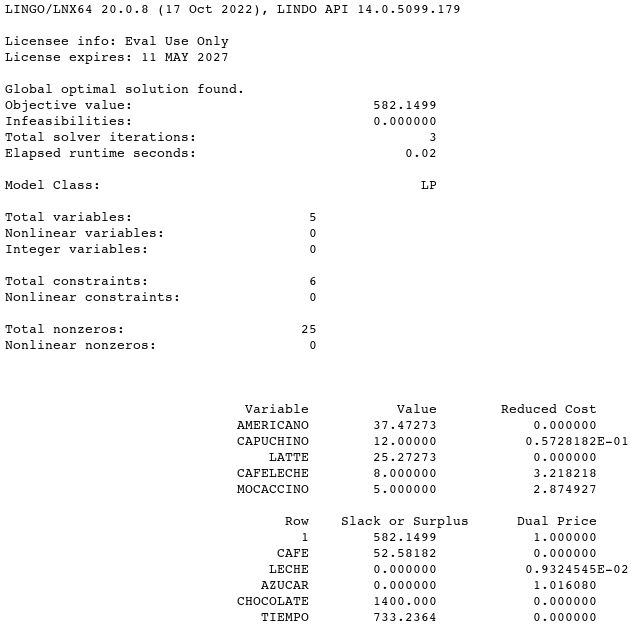 LINGO/LNX64 20.0.8 (17 Oct 2022), LINDO API 14.0.5099.179
Licensee info: Eval Use Only
License expires: 11 MAY 2027
Global optimal solution found.
Objective value: 582.1499
Infeasibilities: 0.000000
Total solver iterations: 3
Elapsed runtime seconds: 0.02
Model Class: LP
Total variables: 5
Nonlinear variables: 0
Integer variables: 0
Total constraints: 6
Nonlinear constraints: 0
Total nonzeros: 25
Nonlinear nonzeros: 0
Variable Value Reduced Cost
AMERICANO 37.47273 0.000000
CAPUCHINO 12.00000 0.5728182E-01
LATTE 25.27273 0.000000
CAFELECHE 8.000000 3.218218
MOCACCINO 5.000000 2.874927
Row Slack or Surplus Dual Price
1 582.1499 1.000000
CAFE 52.58182 0.000000
LECHE 0.000000 0.9324545E-02
AZUCAR 0.000000 1.016080
CHOCOLATE 1400.000 0.000000
TIEMPO 733.2364 0.000000